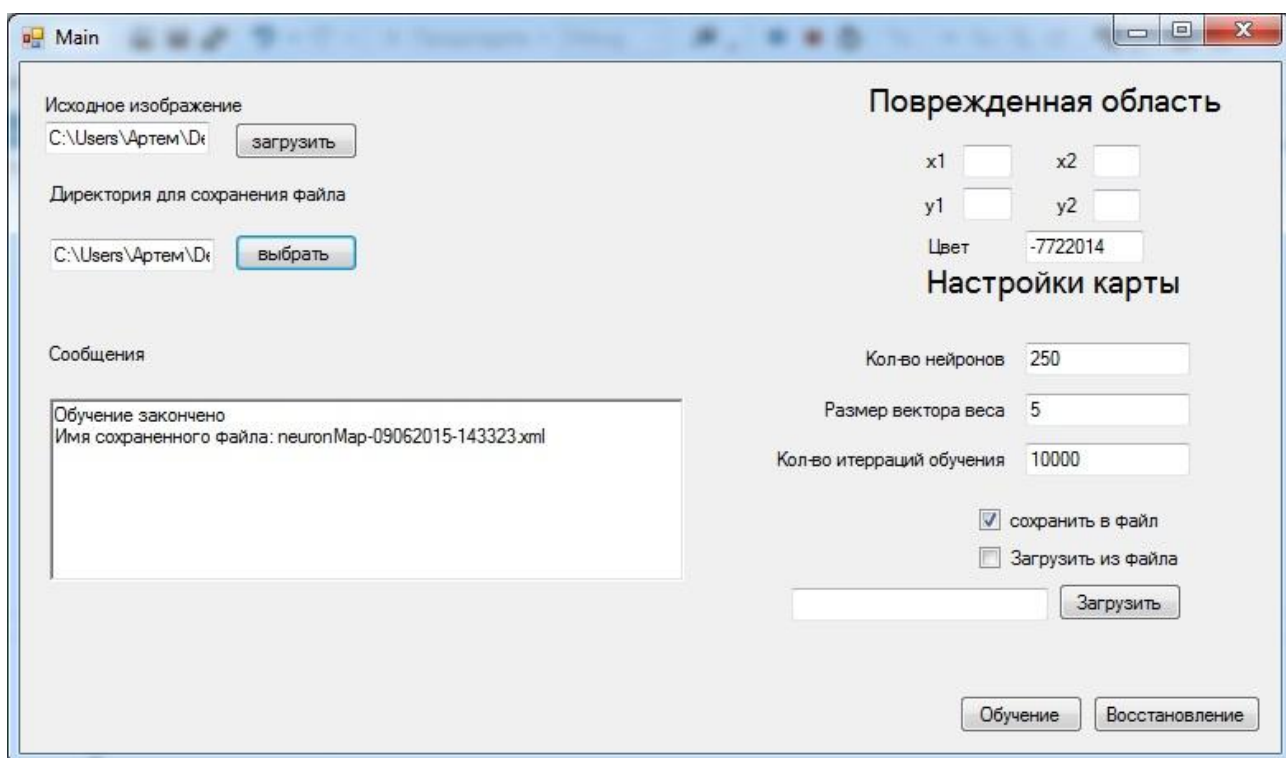 Main
Исходное изображение
C:\Users\Артем\De
загрузить
Директория для сохранения файла
C:\Users\Артем\De
выбрать
Сообщения
Обучение закончено
Имя сохраненного файла: neuronMap-09062015-143323.xml
Поврежденная область
x1
x2
y1
y2
Цвет
-7722014
Настройки карты
Кол-во нейронов
250
Размер вектора веса
5
Кол-во итерраций обучения
10000
сохранить в файл
Загрузить из файла
Загрузить
Обучение
Восстановление